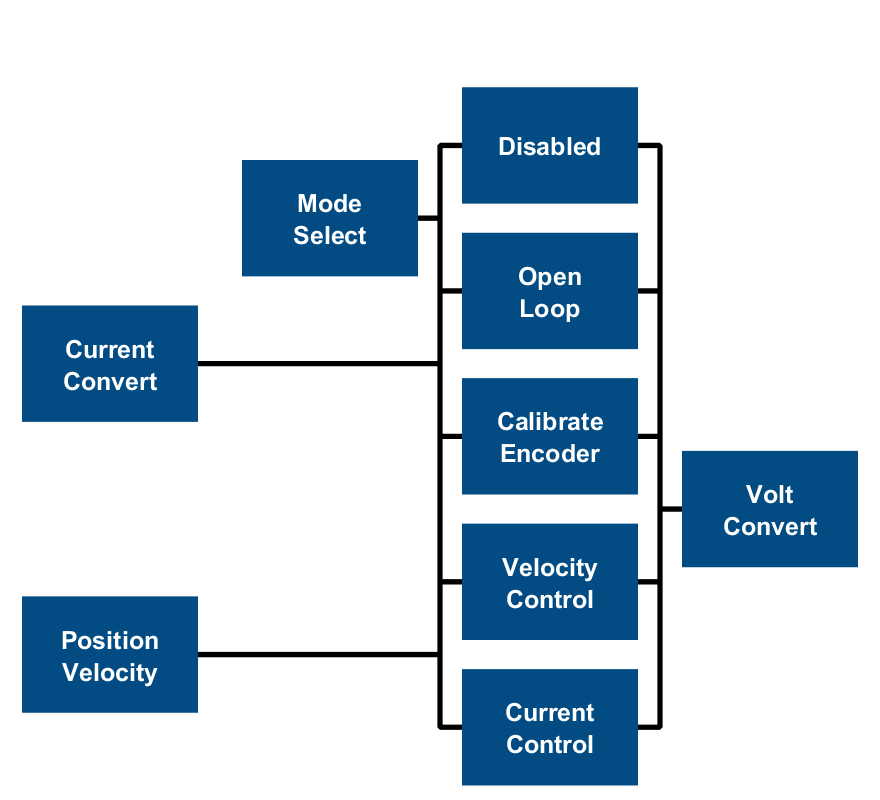 Disabled
Mode
Select
Open
Loop
Current
Convert
Calibrate
Encoder
Volt
Convert
Velocity
Control
Position
Velocity
Current
Control